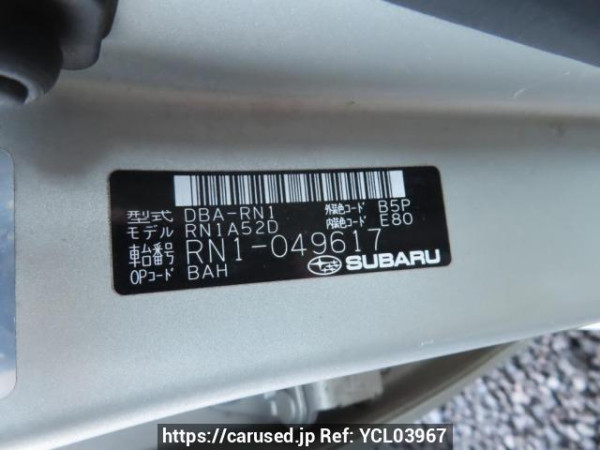 型式 DBA-RN1 外装色コード B5P
モデル RN1A52D 内装色コード E80
車台番号 RN1-049617
OPコード BAH SUBARU
https://carused.jp Ref: YCL03967